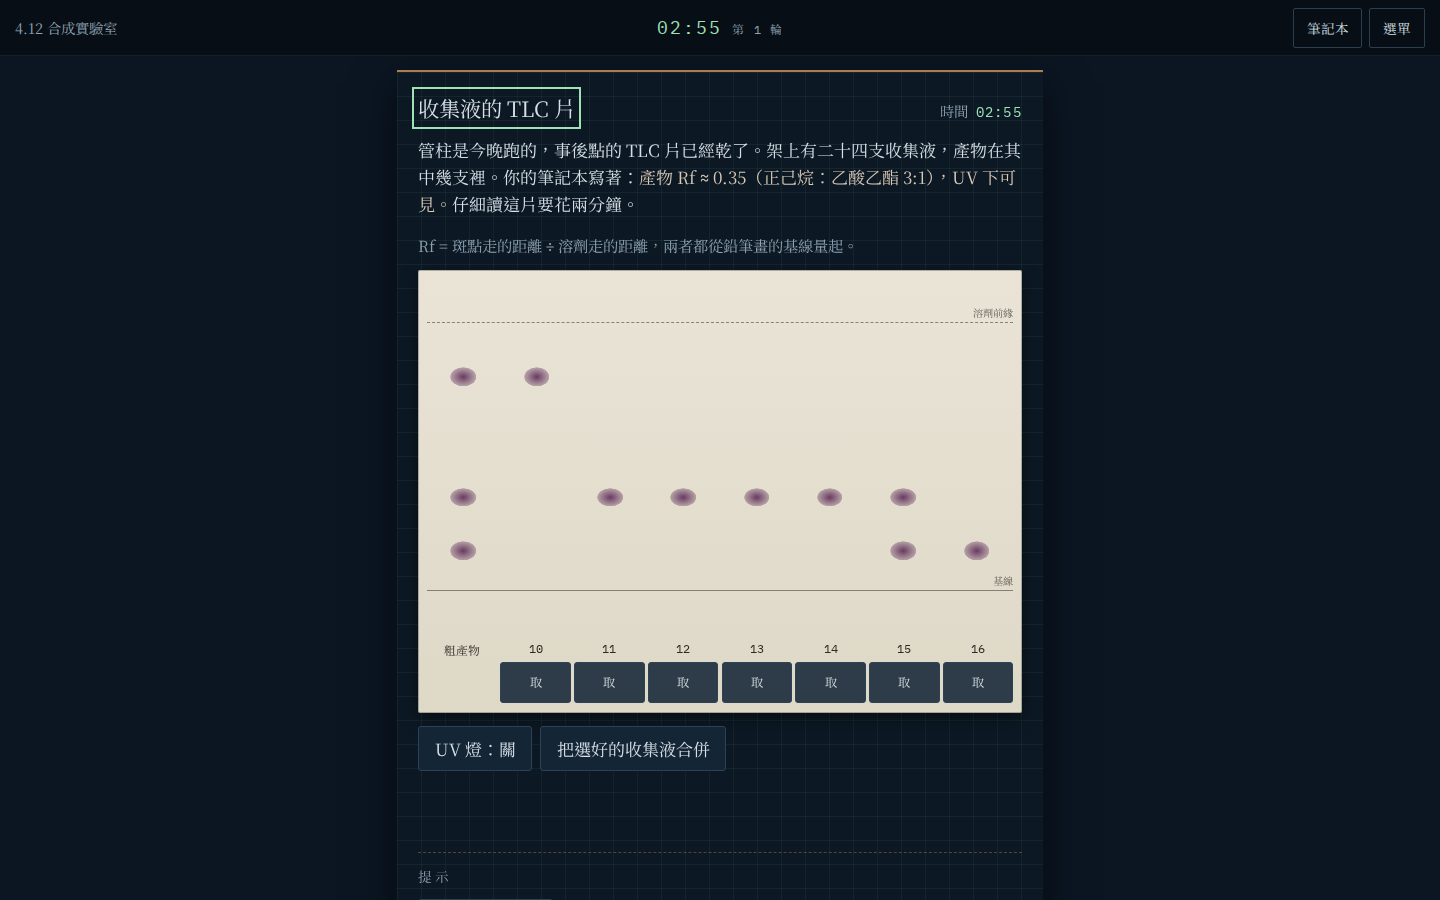 4.12 合成實驗室
02:55 第 1 輪
筆記本
選單
收集液的 TLC 片
時間 02:55
管柱是今晚跑的，事後點的 TLC 片已經乾了。架上有二十四支收集液，產物在其
中幾支裡。你的筆記本寫著：產物 Rf ≈ 0.35（正己烷：乙酸乙酯 3:1），UV 下可
見。仔細讀這片要花兩分鐘。
Rf = 斑點走的距離 ÷ 溶劑走的距離，兩者都從鉛筆畫的基線量起。
溶劑前緣
基線
粗產物 10 11 12 13 14 15 16
取 取 取 取 取 取 取
UV 燈：關
把選好的收集液合併
提示